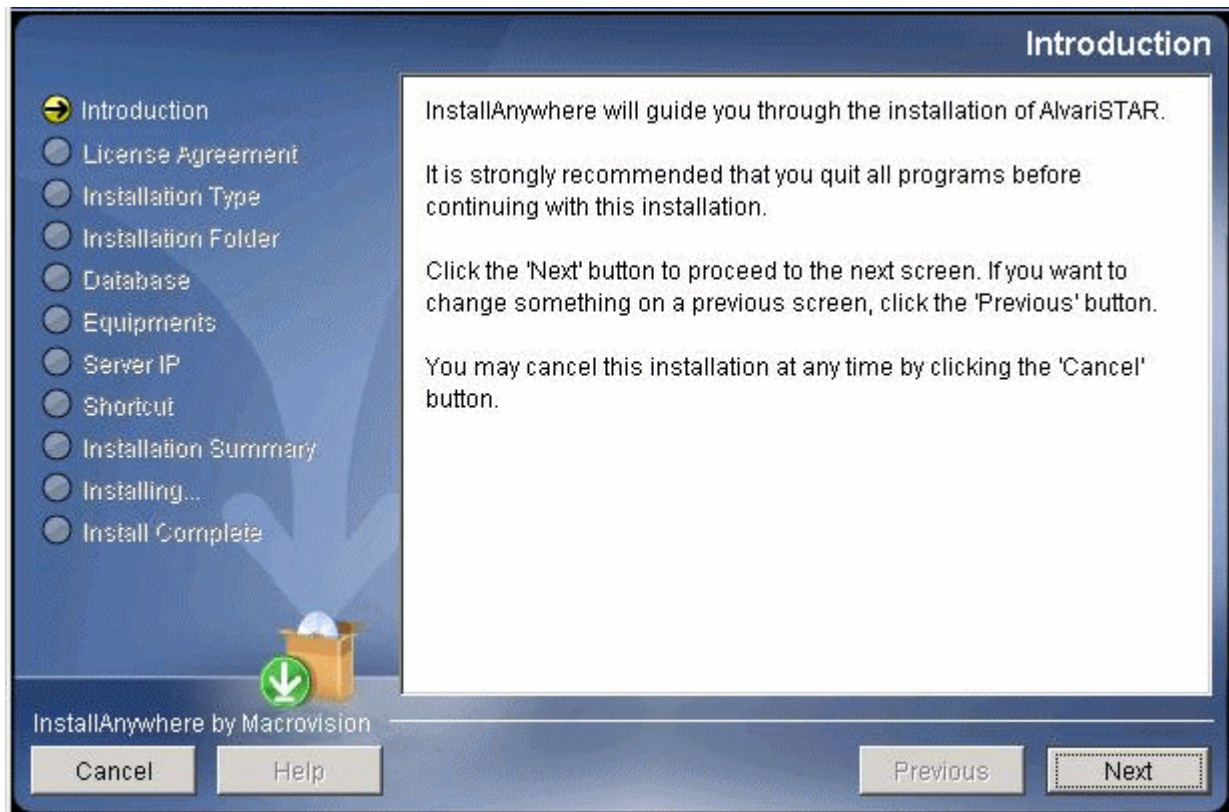 Introduction
Introduction
License Agreement
Installation Type
Installation Folder
Database
Equipments
Server IP
Shortcut
Installation Summary
Installing...
Install Complete
InstallAnywhere will guide you through the installation of AlvariSTAR.
It is strongly recommended that you quit all programs before
continuing with this installation.
Click the 'Next' button to proceed to the next screen. If you want to
change something on a previous screen, click the 'Previous' button.
You may cancel this installation at any time by clicking the 'Cancel'
button.
InstallAnywhere by Macrovision
Cancel
Help
Previous
Next